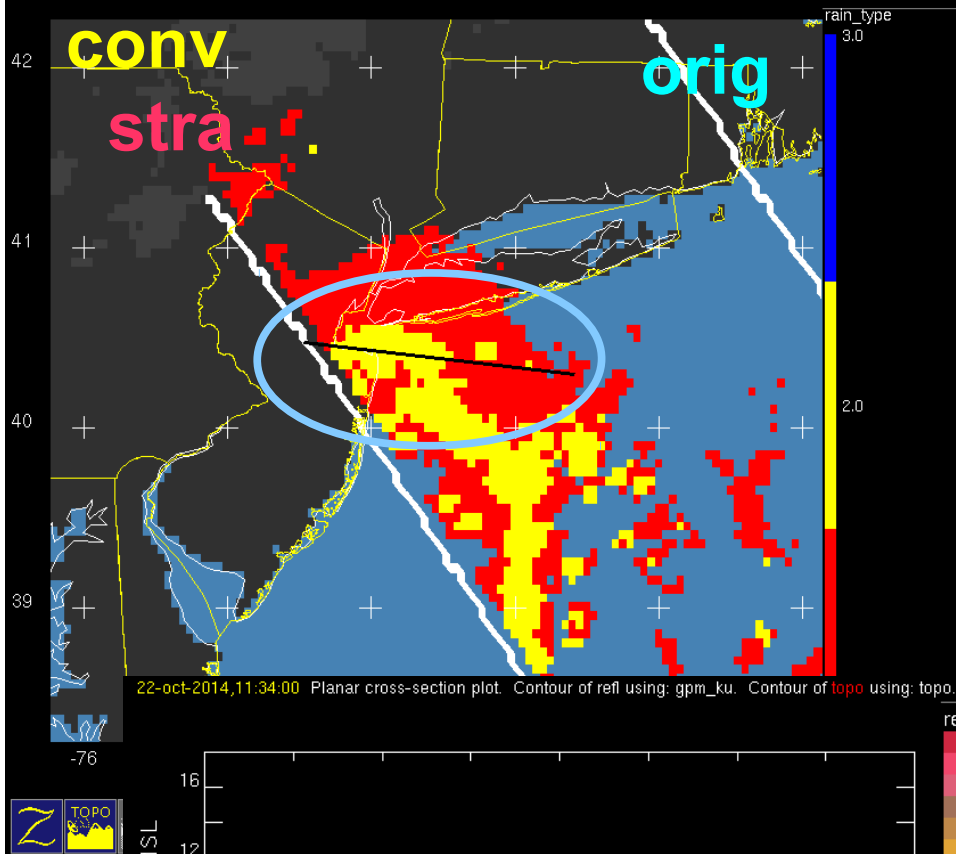 rain_type
conv
orig
stra
42
41
40
39
3.0
2.0
22-oct-2014,11:34:00 Planar cross-section plot. Contour of refl using: gpm_ku. Contour of topo using: topo.
-76
re
16
12
Z
TOPO